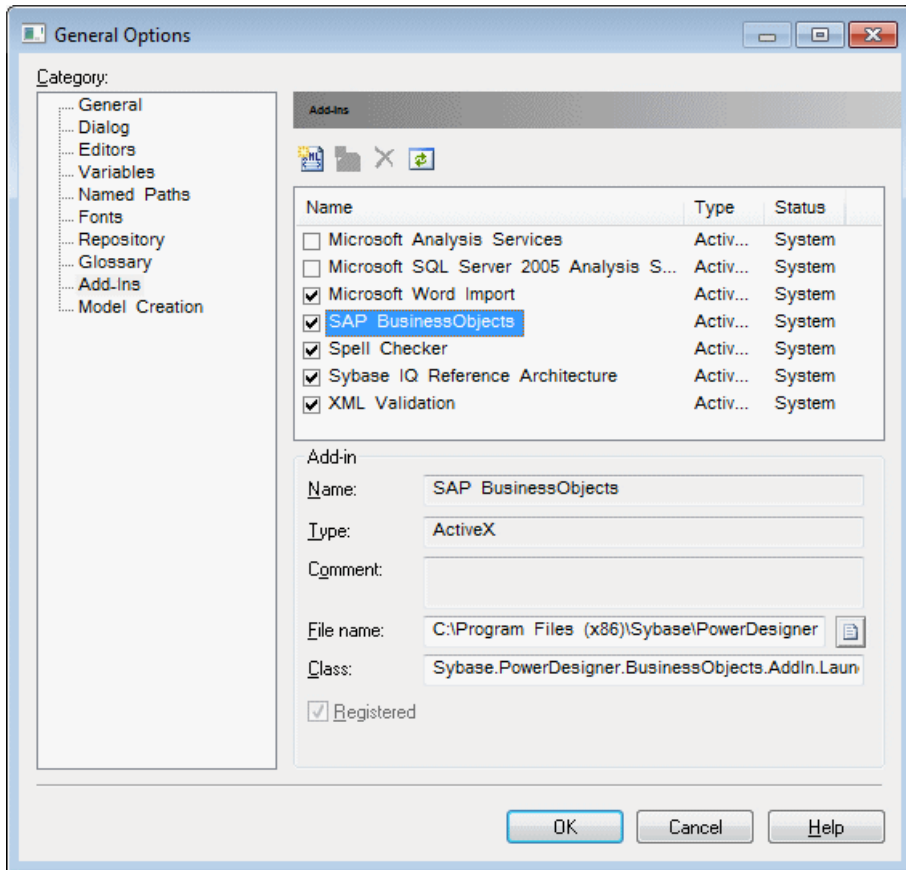 General Options
Category:
General
Dialog
Editors
Variables
Named Paths
Fonts
Repository
Glossary
Add-Ins
Model Creation
Add-Ins
Name Type Status
Microsoft Analysis Services Activ... System
Microsoft SQL Server 2005 Analysis S... Activ... System
Microsoft Word Import Activ... System
SAP BusinessObjects Activ... System
Spell Checker Activ... System
Sybase IQ Reference Architecture Activ... System
XML Validation Activ... System
Add-in
Name: SAP BusinessObjects
Type: ActiveX
Comment:
File name: C:\Program Files (x86)\Sybase\PowerDesigner
Class: Sybase.PowerDesigner.BusinessObjects.AddIn.Laun
Registered
OK Cancel Help